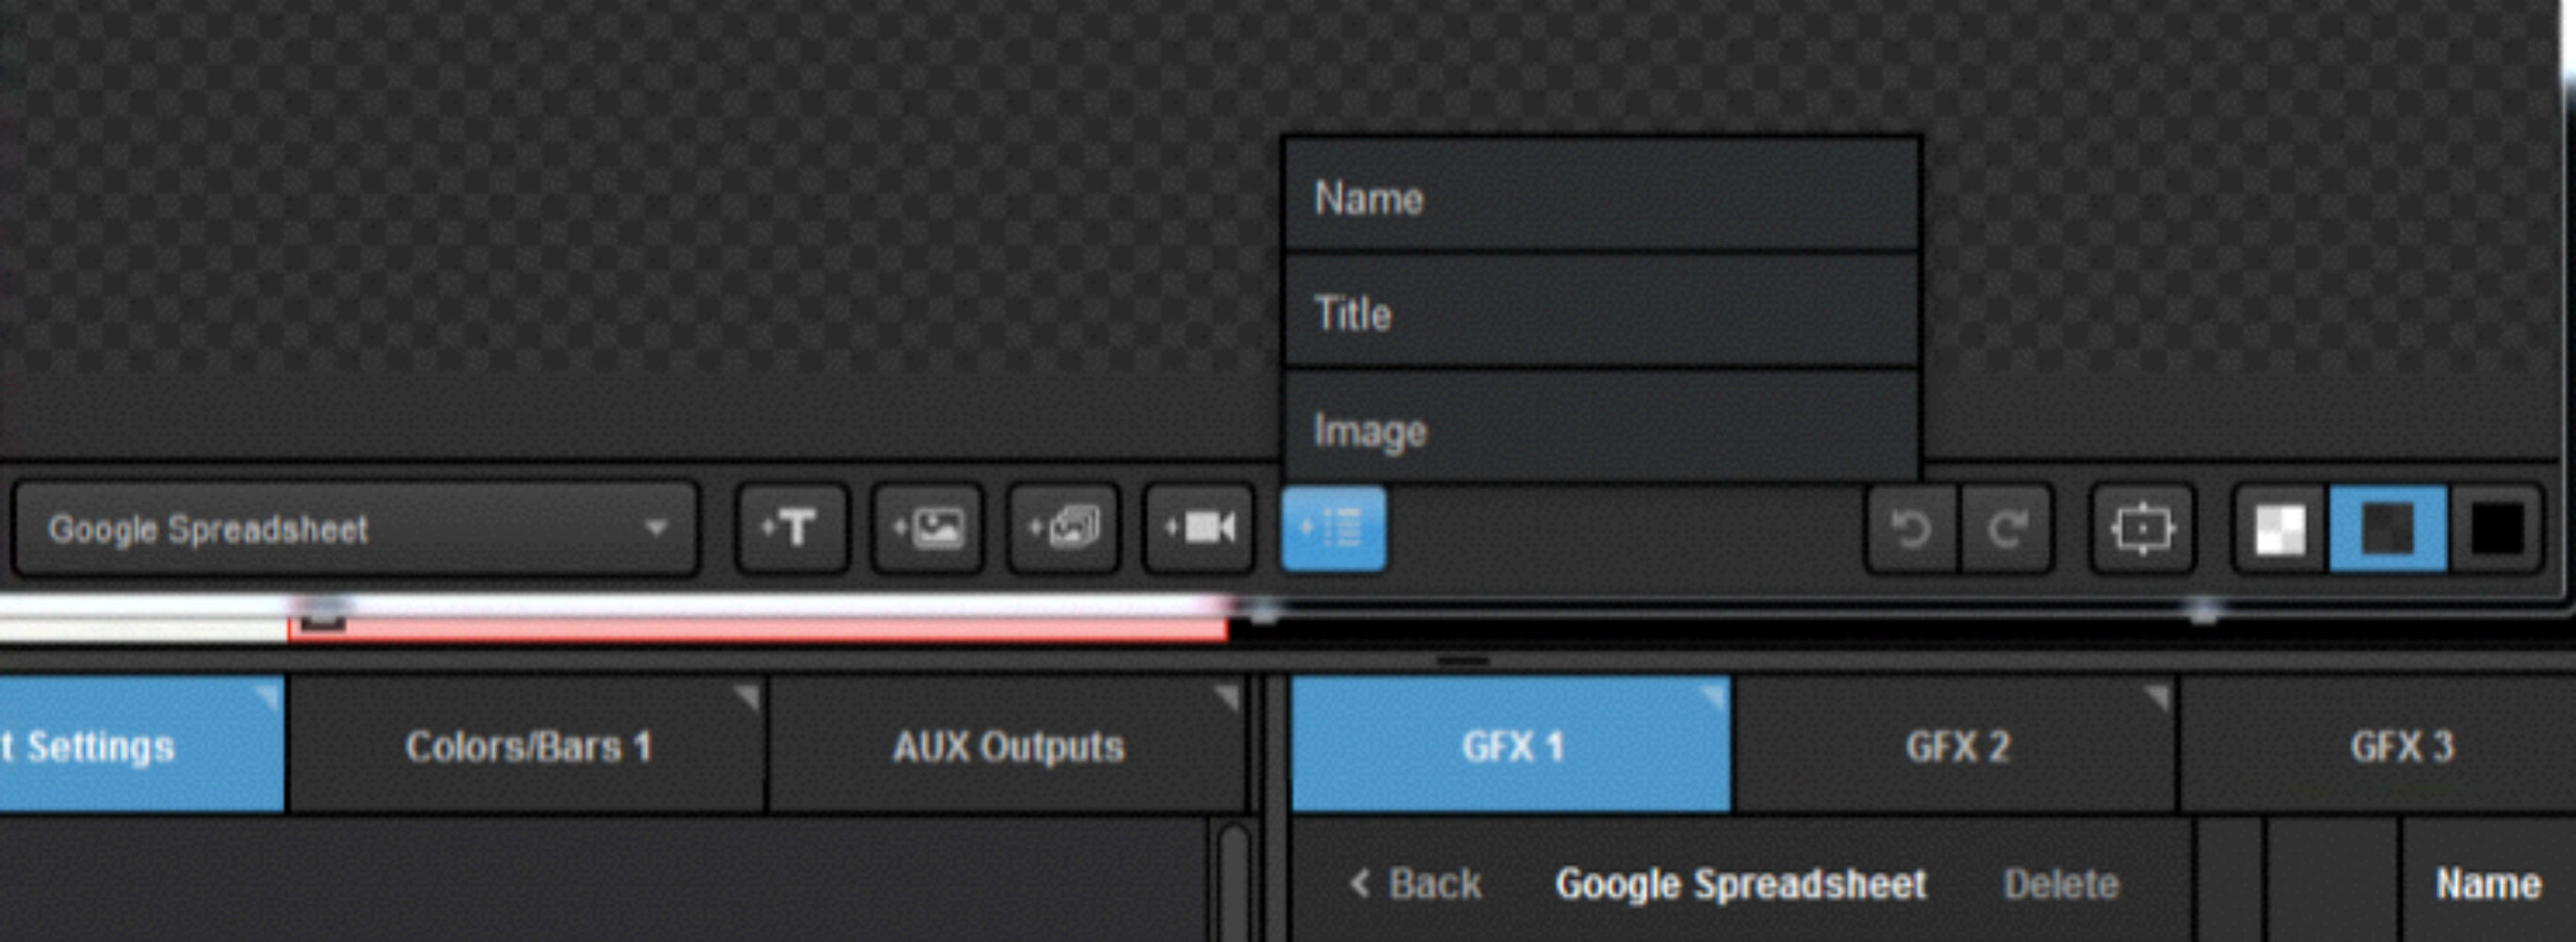 Name
Title
Image
Google Spreadsheet
+T
t Settings
Colors/Bars 1
AUX Outputs
GFX 1
GFX 2
GFX 3
< Back
Google Spreadsheet
Delete
Name